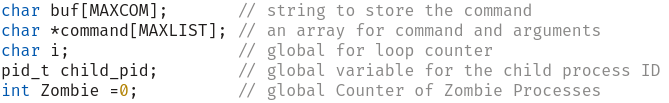 char buf[MAXCOM];       // string to store the command
char *command[MAXLIST]; // an array for command and arguments
char i;                 // global for loop counter
pid_t child_pid;        // global variable for the child process ID
int Zombie =0;          // global Counter of Zombie Processes